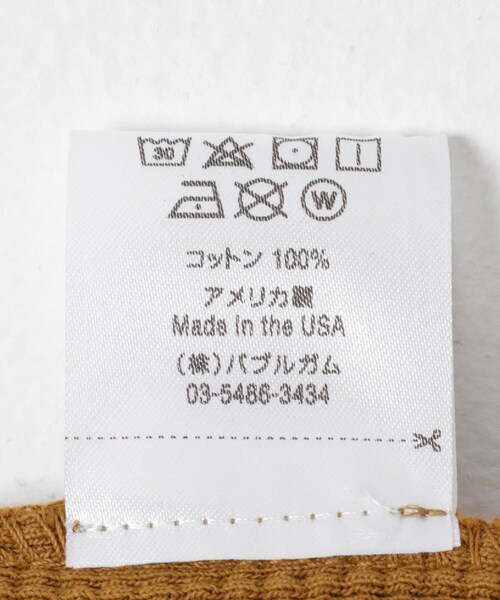 30
W
コットン 100%
アメリカ製
Made in the USA
(株)バブルガム
03-5486-3434